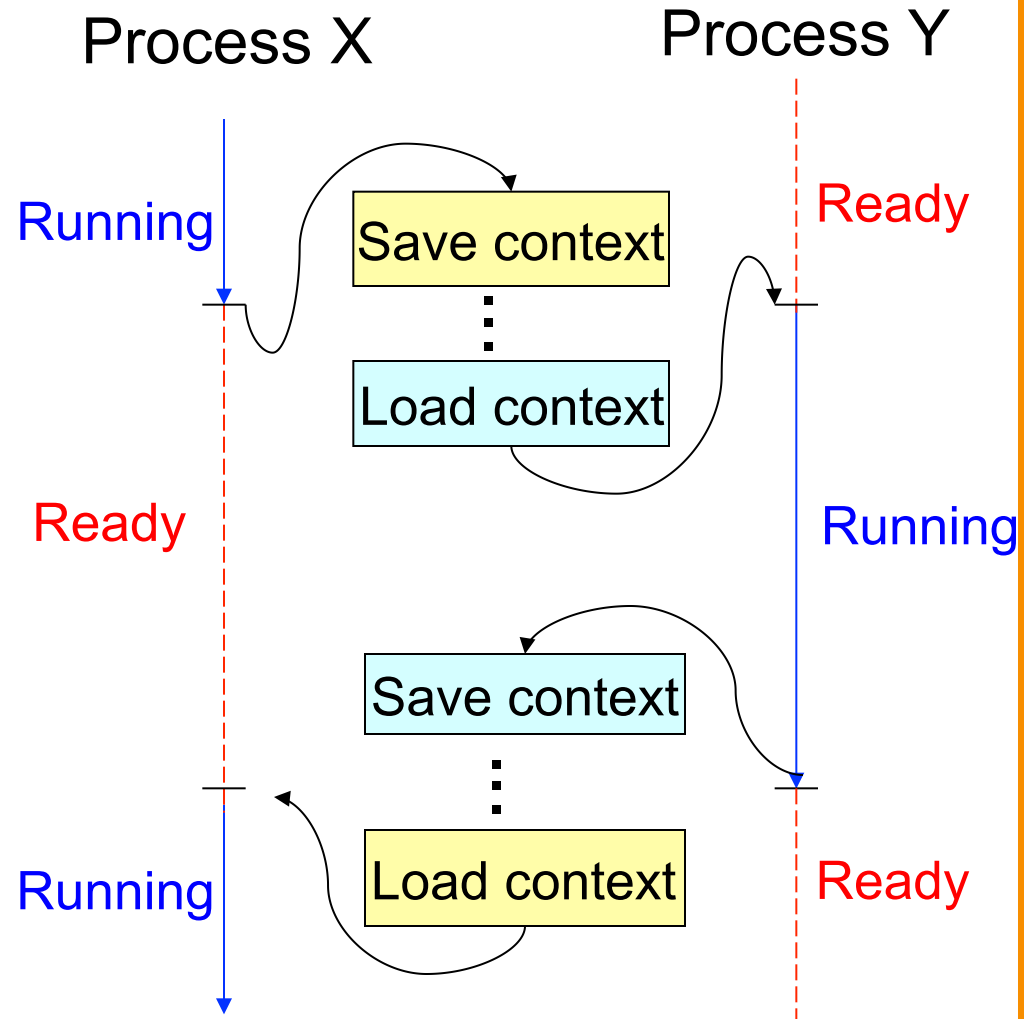 Process X
Process Y
Running
Save context
Ready
Load context
Ready
Running
Save context
Running
Load context
Ready